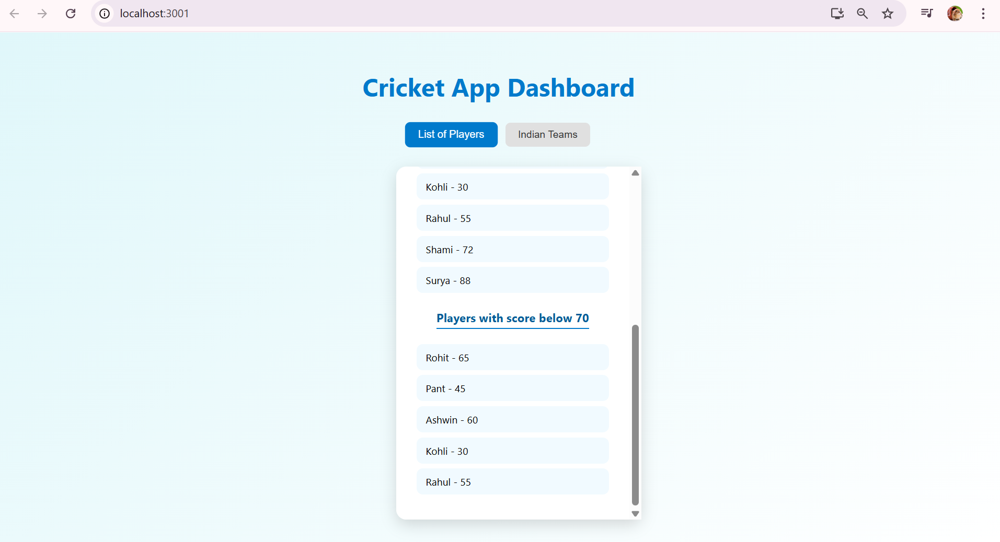 localhost:3001
Cricket App Dashboard
List of Players
Indian Teams
Kohli - 30
Rahul - 55
Shami - 72
Surya - 88
Players with score below 70
Rohit - 65
Pant - 45
Ashwin - 60
Kohli - 30
Rahul - 55